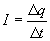 I = Δq / Δt